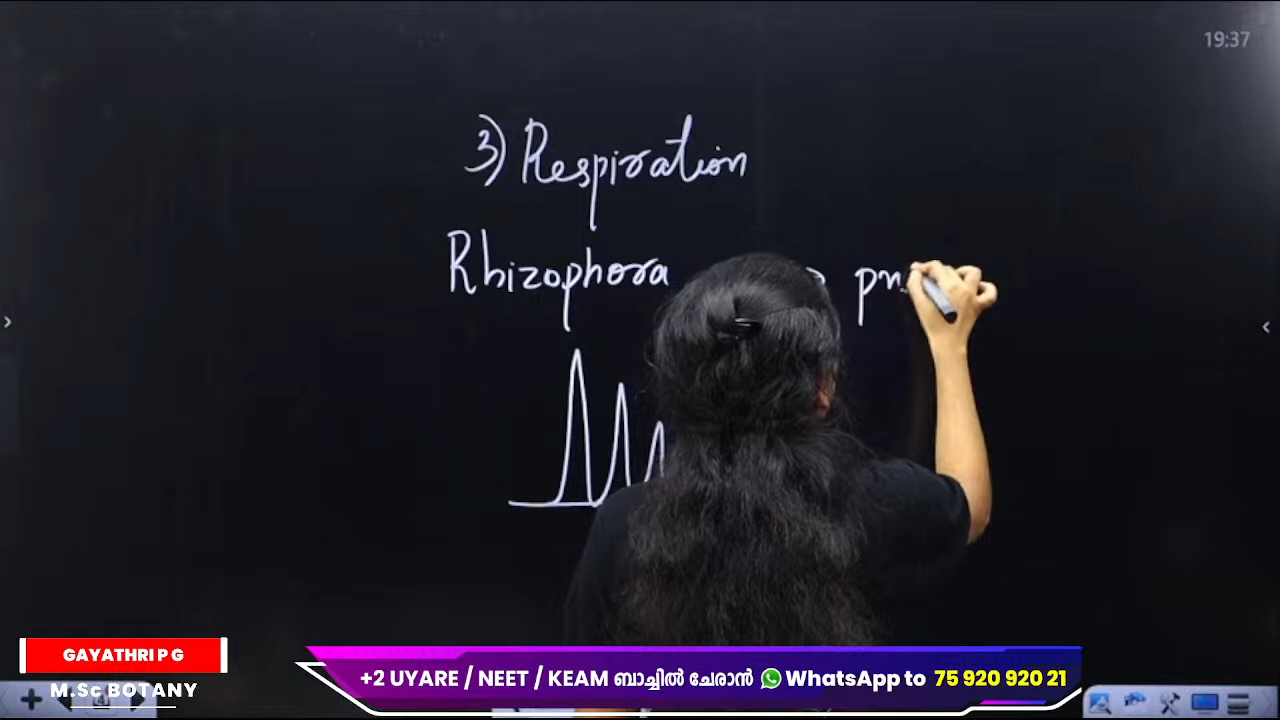 19:37
3) Respiration
Rhizophora
GAYATHRI P G
M.Sc BOTANY
+2 UYARE / NEET / KEAM ബാച്ചിൽ ചേരാൻ WhatsApp to 75 920 920 21